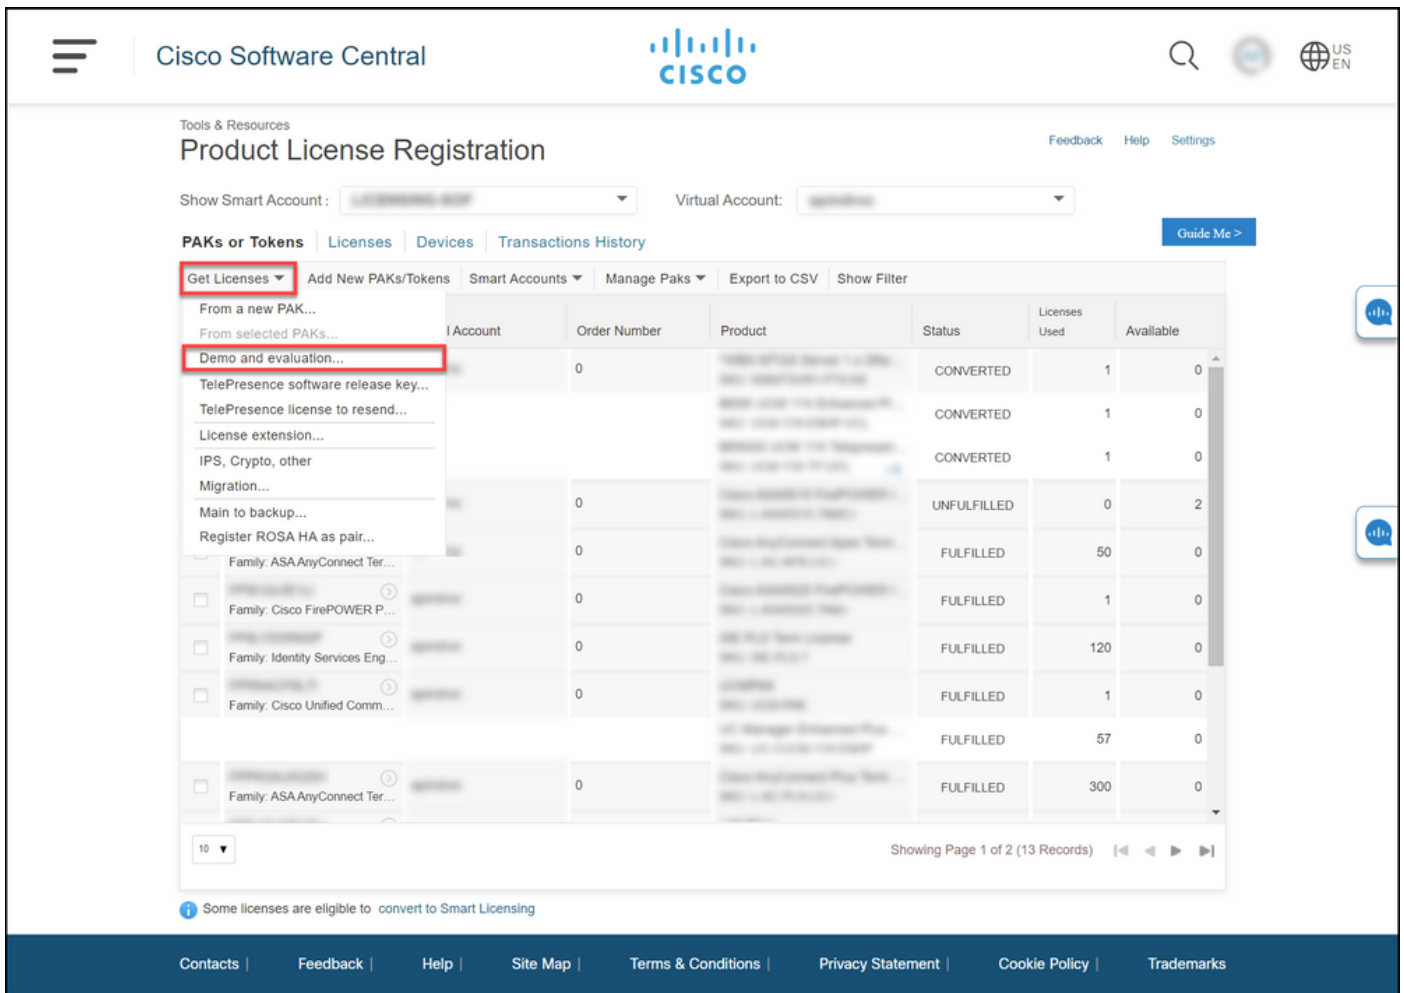 Cisco Software Central
CISCO
US
EN
Tools & Resources
Product License Registration
Feedback Help Settings
Show Smart Account :
Virtual Account:
PAKs or Tokens Licenses Devices Transactions History
Guide Me >
Get Licenses Add New PAKs/Tokens Smart Accounts Manage Paks Export to CSV Show Filter
From a new PAK...
From selected PAKs...
Demo and evaluation...
TelePresence software release key...
TelePresence license to resend...
License extension...
IPS, Crypto, other
Migration...
Main to backup...
Register ROSA HA as pair...
Account Order Number Product Status Licenses Used Available
0 CONVERTED 1 0
CONVERTED 1 0
CONVERTED 1 0
0 UNFULFILLED 0 2
0 FULFILLED 50 0
Family: ASA AnyConnect Ter...
0 FULFILLED 1 0
Family: Cisco FirePOWER P...
0 FULFILLED 120 0
Family: Identity Services Eng...
0 FULFILLED 1 0
Family: Cisco Unified Comm...
FULFILLED 57 0
0 FULFILLED 300 0
Family: ASA AnyConnect Ter...
10
Showing Page 1 of 2 (13 Records)
Some licenses are eligible to convert to Smart Licensing
Contacts | Feedback | Help | Site Map | Terms & Conditions | Privacy Statement | Cookie Policy | Trademarks